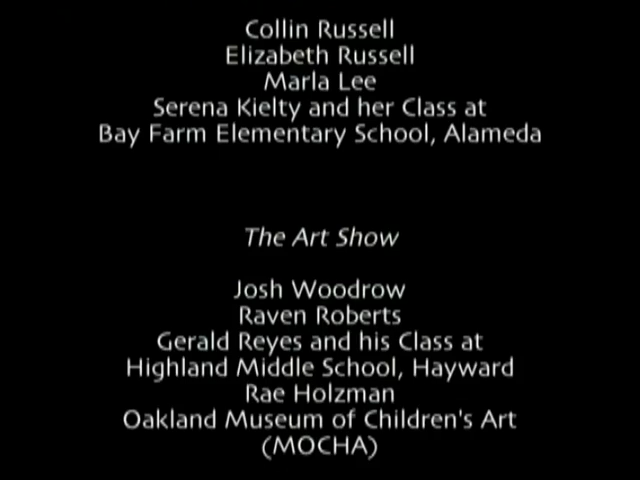 Collin Russell
Elizabeth Russell
Marla Lee
Serena Kielty and her Class at
Bay Farm Elementary School, Alameda
The Art Show
Josh Woodrow
Raven Roberts
Gerald Reyes and his Class at
Highland Middle School, Hayward
Rae Holzman
Oakland Museum of Children's Art
(MOCHA)